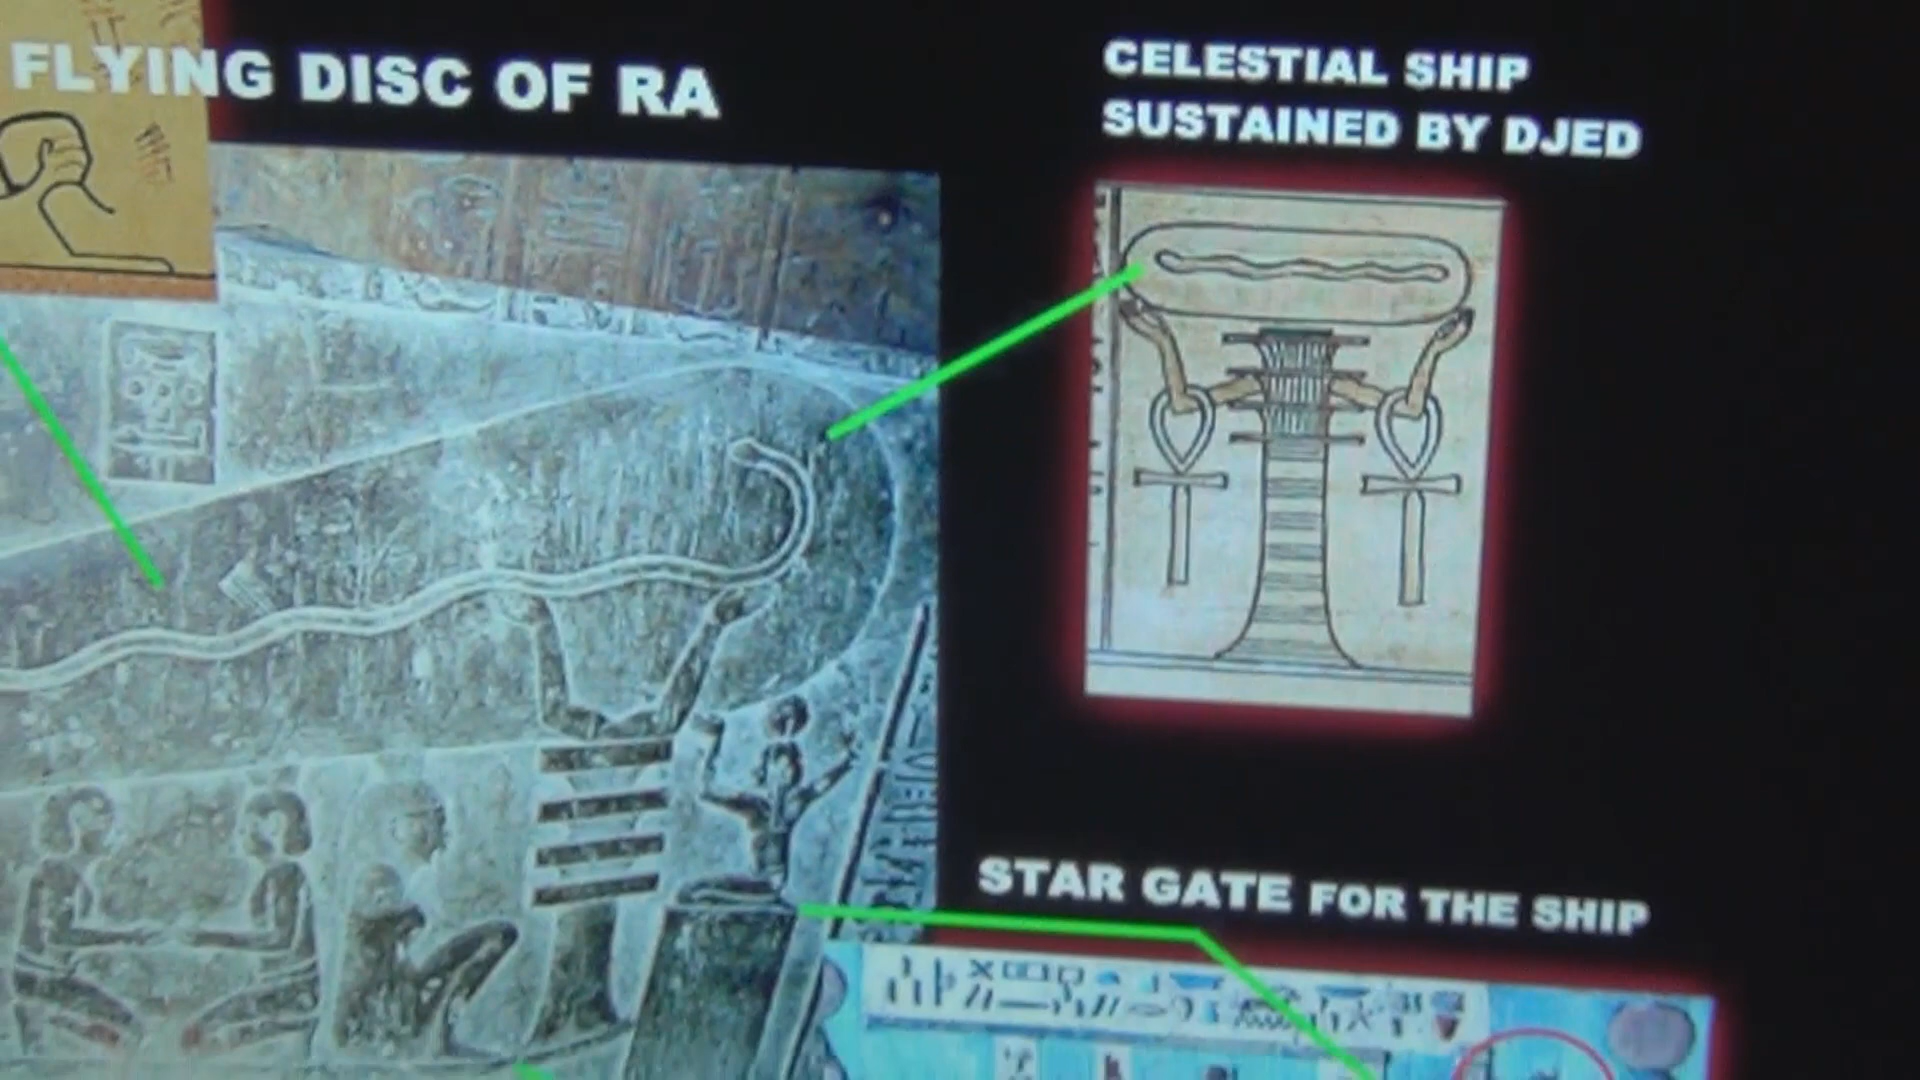 FLYING DISC OF RA
CELESTIAL SHIP
SUSTAINED BY DJED
STAR GATE FOR THE SHIP